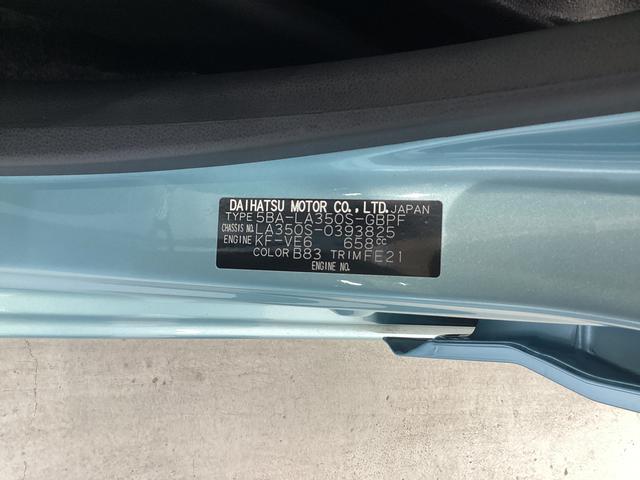 DAIHATSU MOTOR CO.,LTD. JAPAN
TYPE 5BA-LA350S-GBPF
CHASSIS NO. LA350S-0393825
ENGINE KF-VE6 658cc
COLOR B83 TRIM FE21
ENGINE NO.